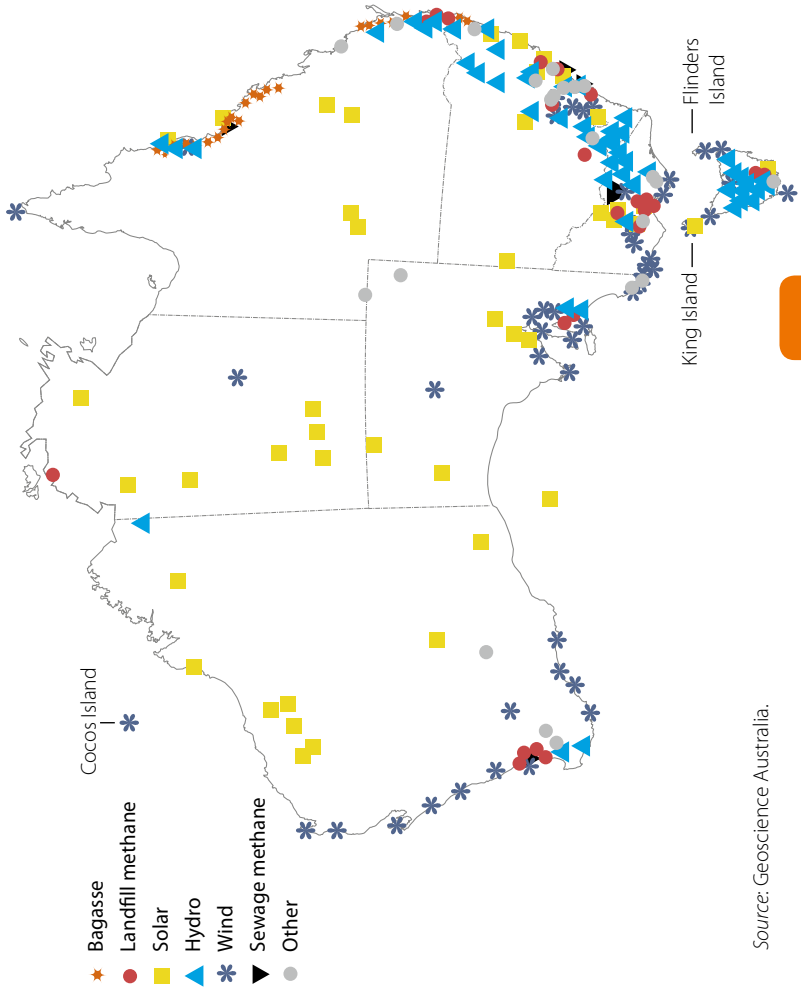 Cocos Island
Bagasse
Landfill methane
Solar
Hydro
Wind
Sewage methane
Other
King Island
Flinders
Island
Source: Geoscience Australia.